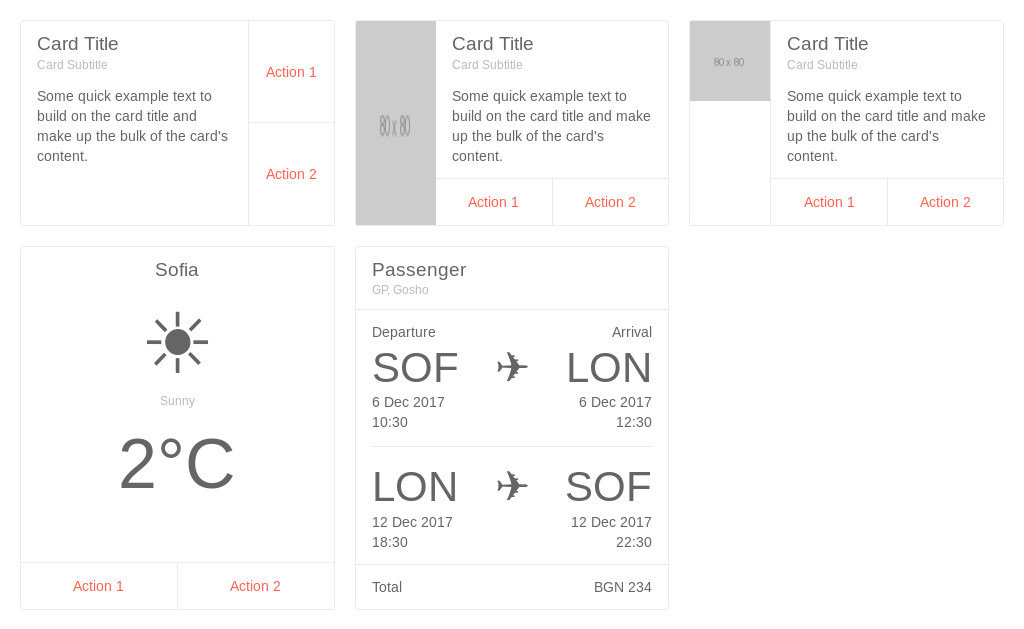 Card Title
Card Subtitle
Some quick example text to
build on the card title and
make up the bulk of the card's
content.
Action 1
Action 2
80 x 80
Card Title
Card Subtitle
Some quick example text to
build on the card title and make
up the bulk of the card's
content.
Action 1
Action 2
80 x 80
Card Title
Card Subtitle
Some quick example text to
build on the card title and make
up the bulk of the card's
content.
Action 1
Action 2
Sofia
Sunny
2°C
Action 1
Action 2
Passenger
GP, Gosho
Departure Arrival
SOF ✈ LON
6 Dec 2017 6 Dec 2017
10:30 12:30
LON ✈ SOF
12 Dec 2017 12 Dec 2017
18:30 22:30
Total BGN 234